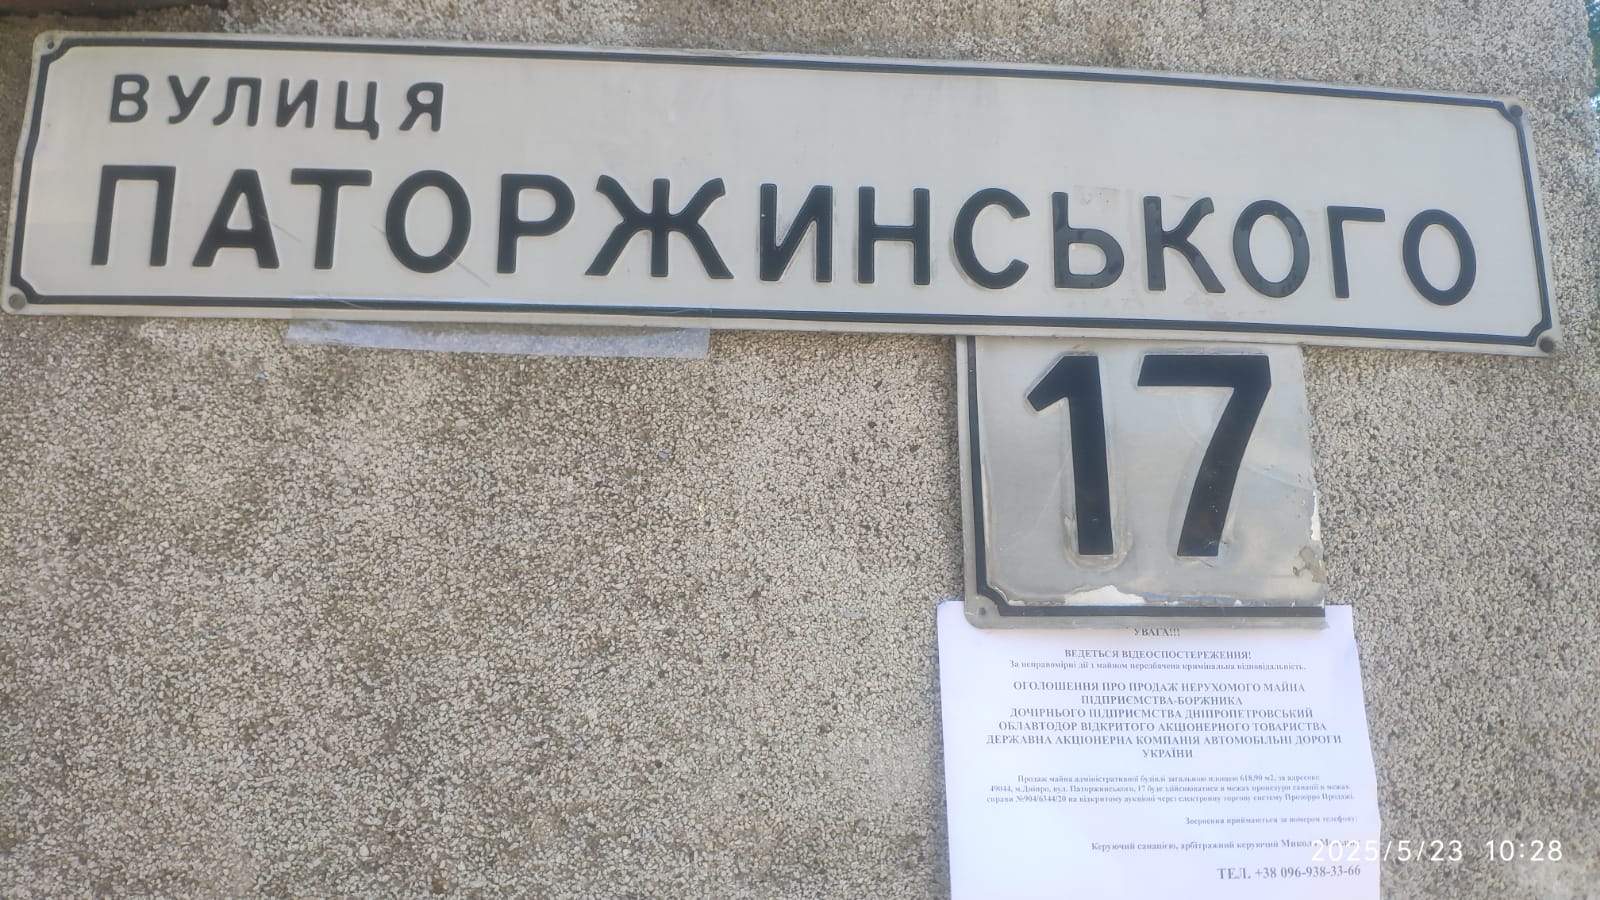 ВУЛИЦЯ
ПАТОРЖИНСЬКОГО
17
УВАГА!!!
ВЕДЕТЬСЯ ВІДЕОСПОСТЕРЕЖЕННЯ!
За неправомірні дії з майном передбачена кримінальна відповідальність.
ОГОЛОШЕННЯ ПРО ПРОДАЖ НЕРУХОМОГО МАЙНА
ПІДПРИЄМСТВА-БОРЖНИКА
ДОЧІРНЬОГО ПІДПРИЄМСТВА ДНІПРОПЕТРОВСЬКИЙ
ОБЛАВТОДОР ВІДКРИТОГО АКЦІОНЕРНОГО ТОВАРИСТВА
ДЕРЖАВНА АКЦІОНЕРНА КОМПАНІЯ АВТОМОБІЛЬНІ ДОРОГИ
УКРАЇНИ
Продаж майна адміністративної будівлі загальною площею 618,90 м2, за адресою:
49044, м.Дніпро, вул. Паторжинського, 17 буде здійснюватися в межах процедури санації в межах
справи №904/6344/20 на відкритому аукціоні через електронну торгову систему Прозорро Продажі.
Звернення приймаються за номером телефону:
Керуючий санацією, арбітражний керуючий Микола
ТЕЛ. +38 096-938-33-66
2025/5/23 10:28